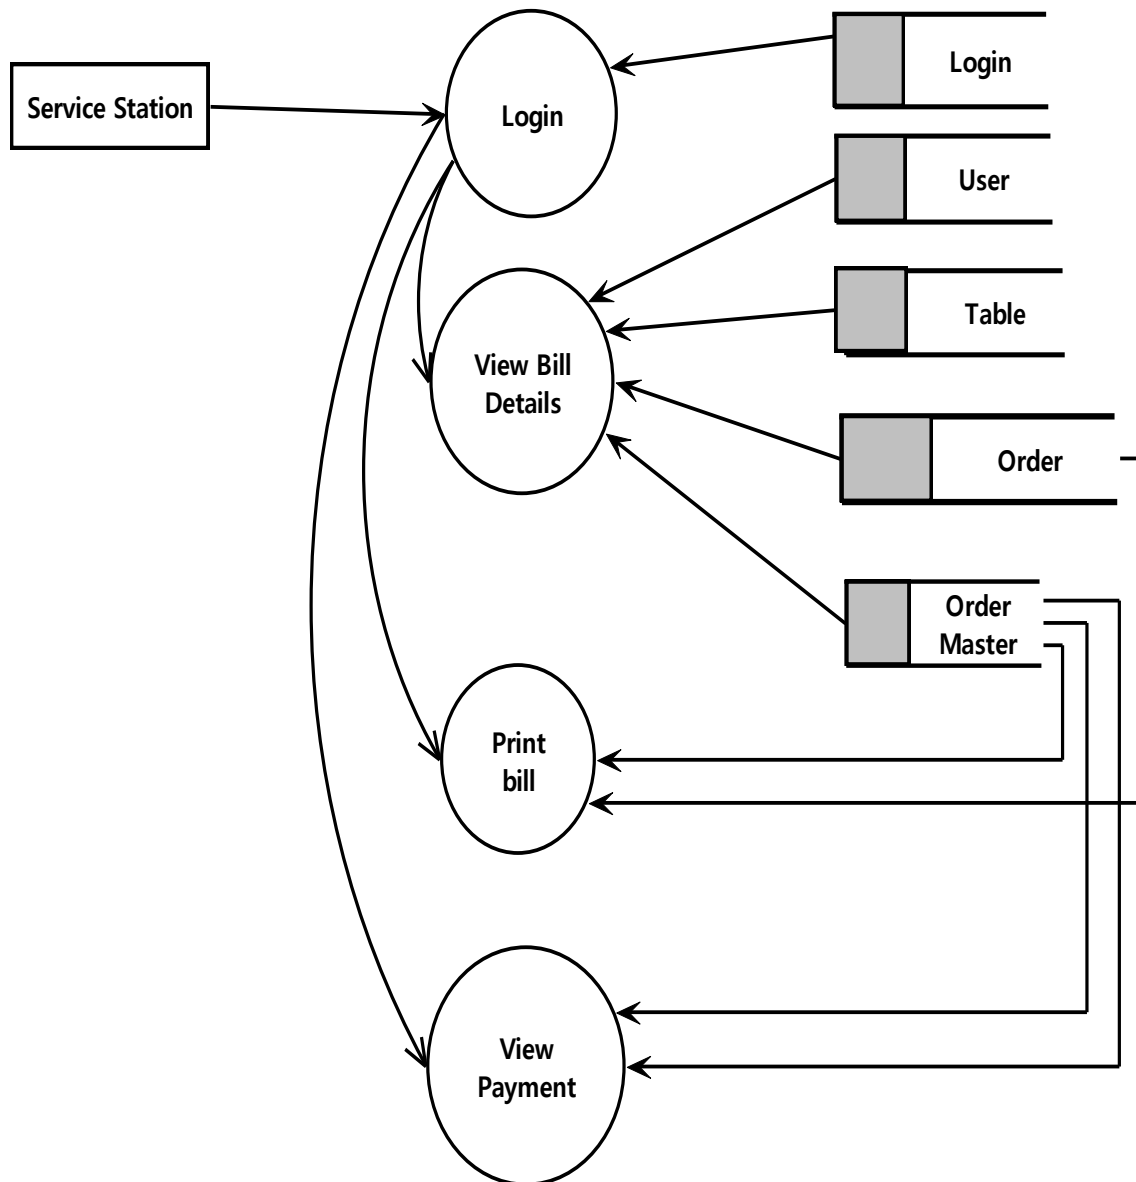 Service Station
Login
Login
User
View Bill
Details
Table
Order
Order
Master
Print
bill
View
Payment